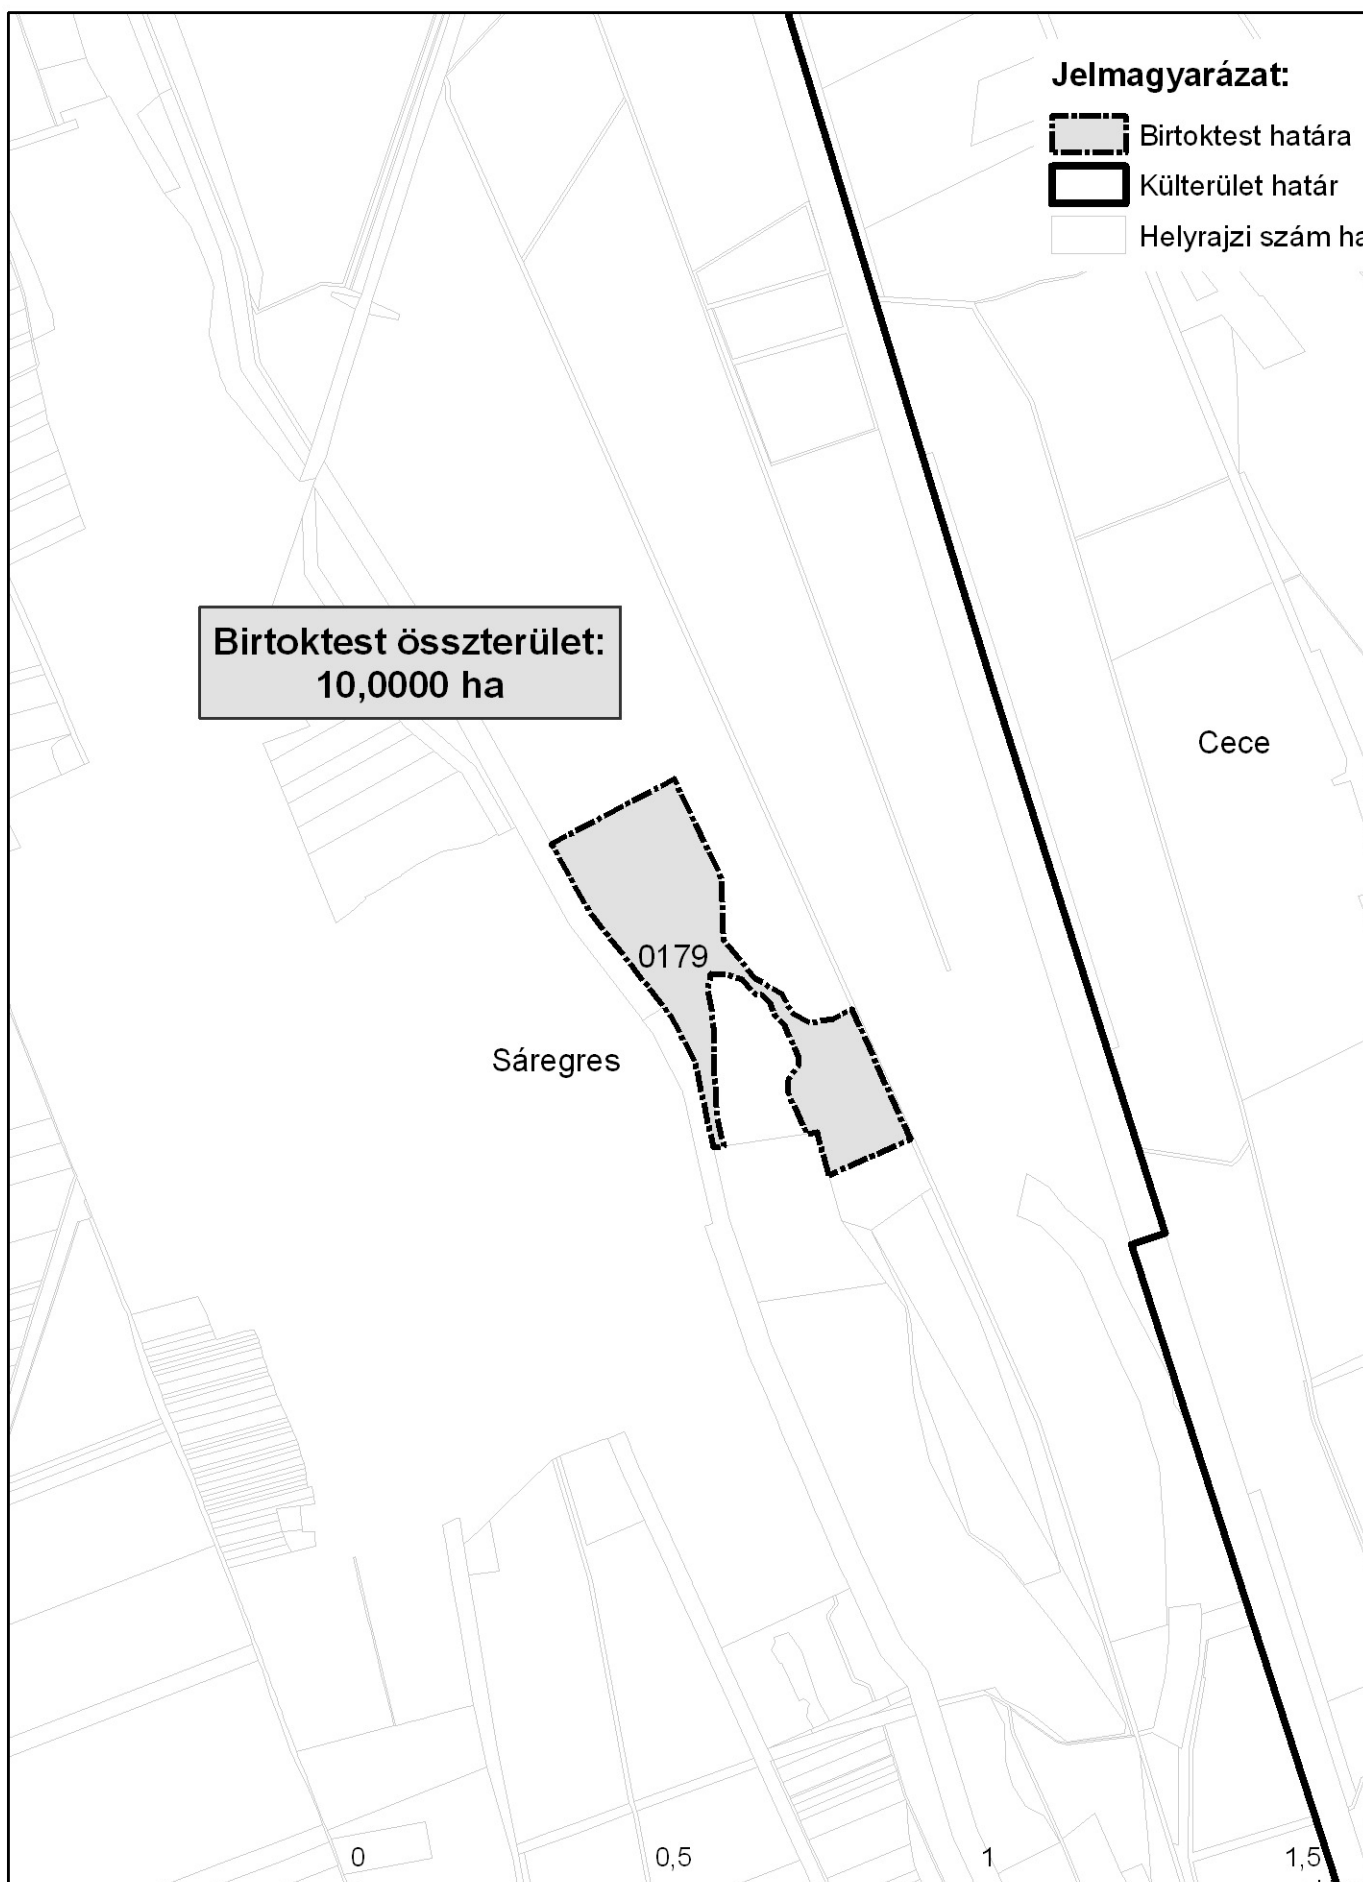 Jelmagyarázat:
Birtoktest határa
Külterület határ
Helyrajzi szám
Birtoktest összterület:
10,0000 ha
Cece
0179
Sáregres
0 0,5 1 1,5